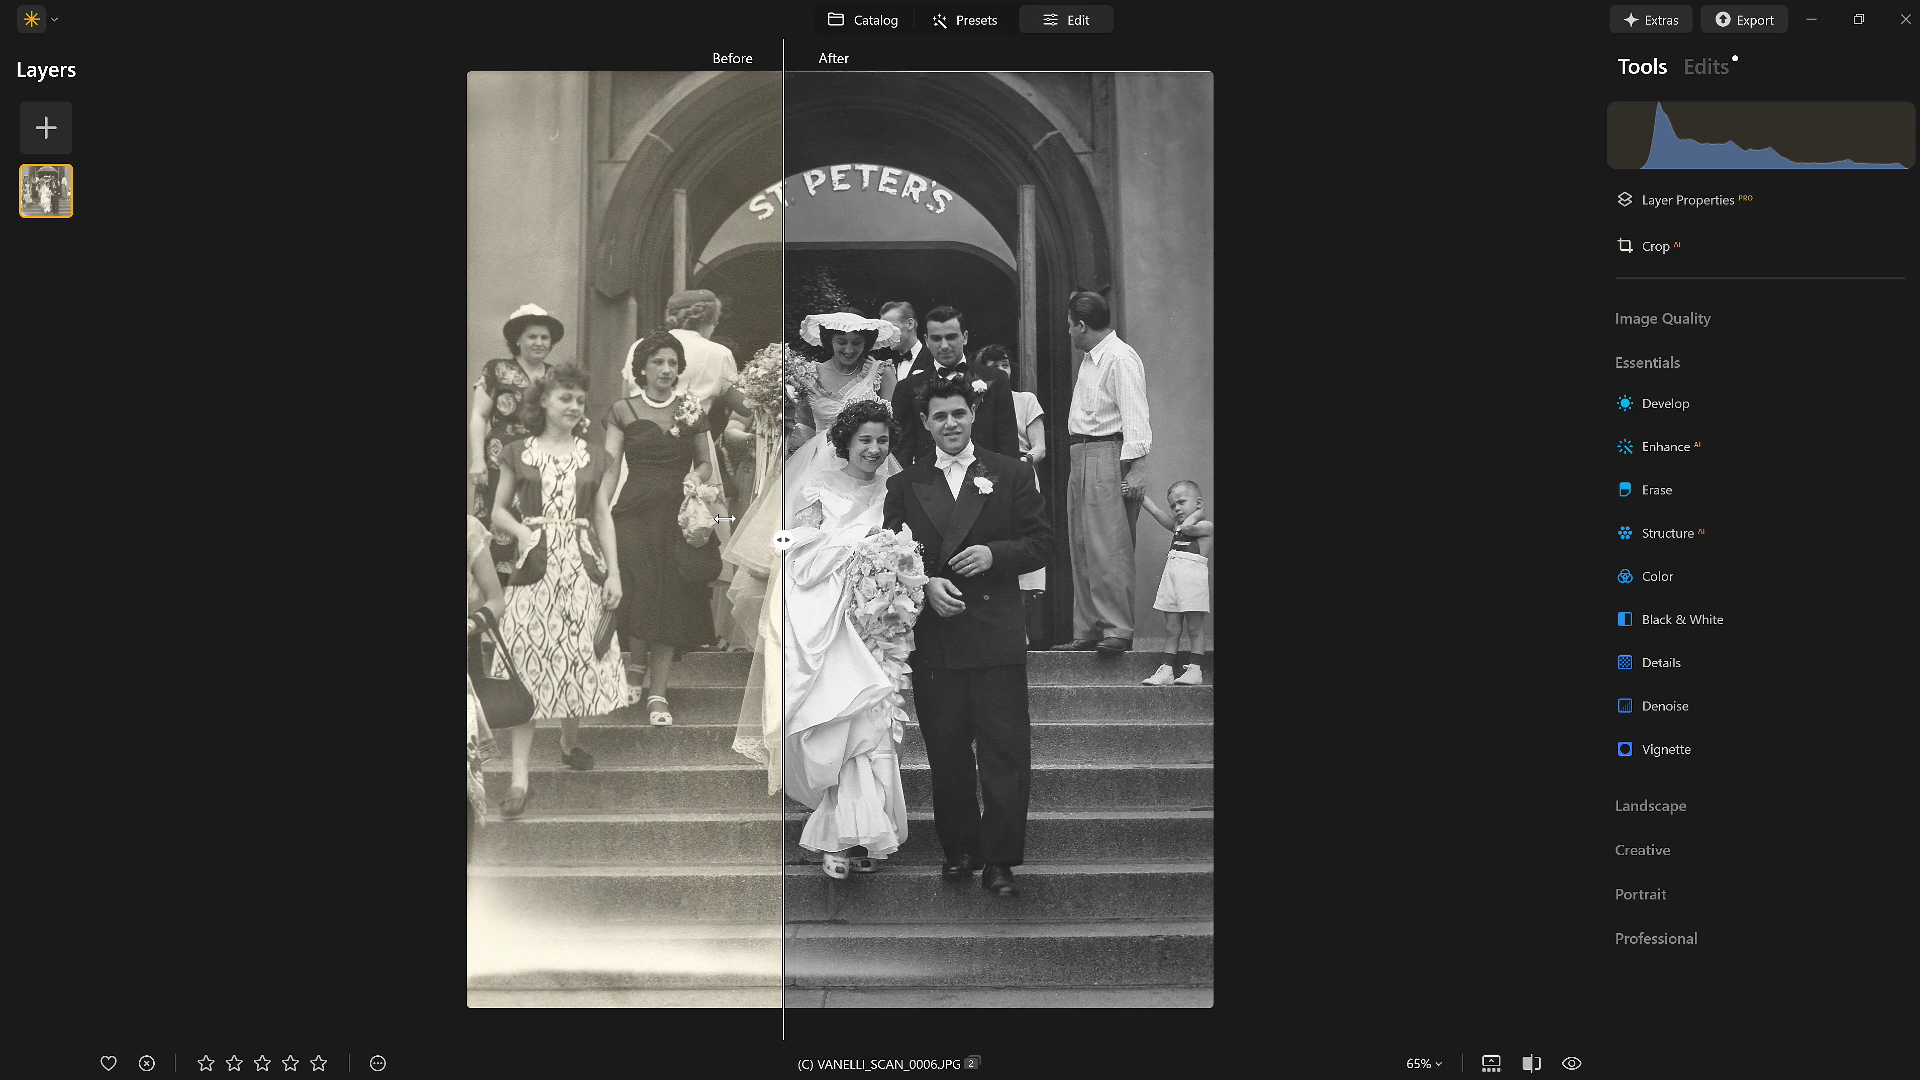 Catalog
Presets
Edit
Extras
Export
Layers
Before
After
Tools Edits
ST. PETER'S
Layer Properties PRO
Crop AI
Image Quality
Essentials
Develop
Enhance AI
Erase
Structure AI
Color
Black & White
Details
Denoise
Vignette
Landscape
Creative
Portrait
Professional
(C) VANELLI_SCAN_0006.JPG 2
65%